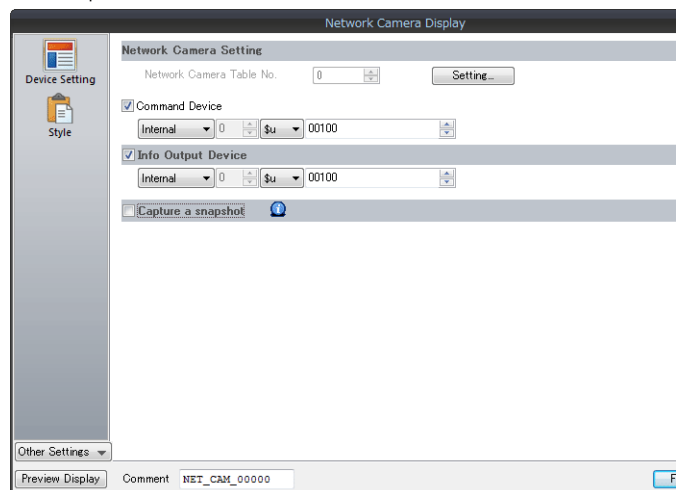 Network Camera Display
Network Camera Setting
Device Setting
Network Camera Table No. 0 Setting...
Command Device
Style
Internal 0 $u 00100
Info Output Device
Internal 0 $u 00100
Capture a snapshot
Other Settings
Preview Display Comment NET_CAM_00000